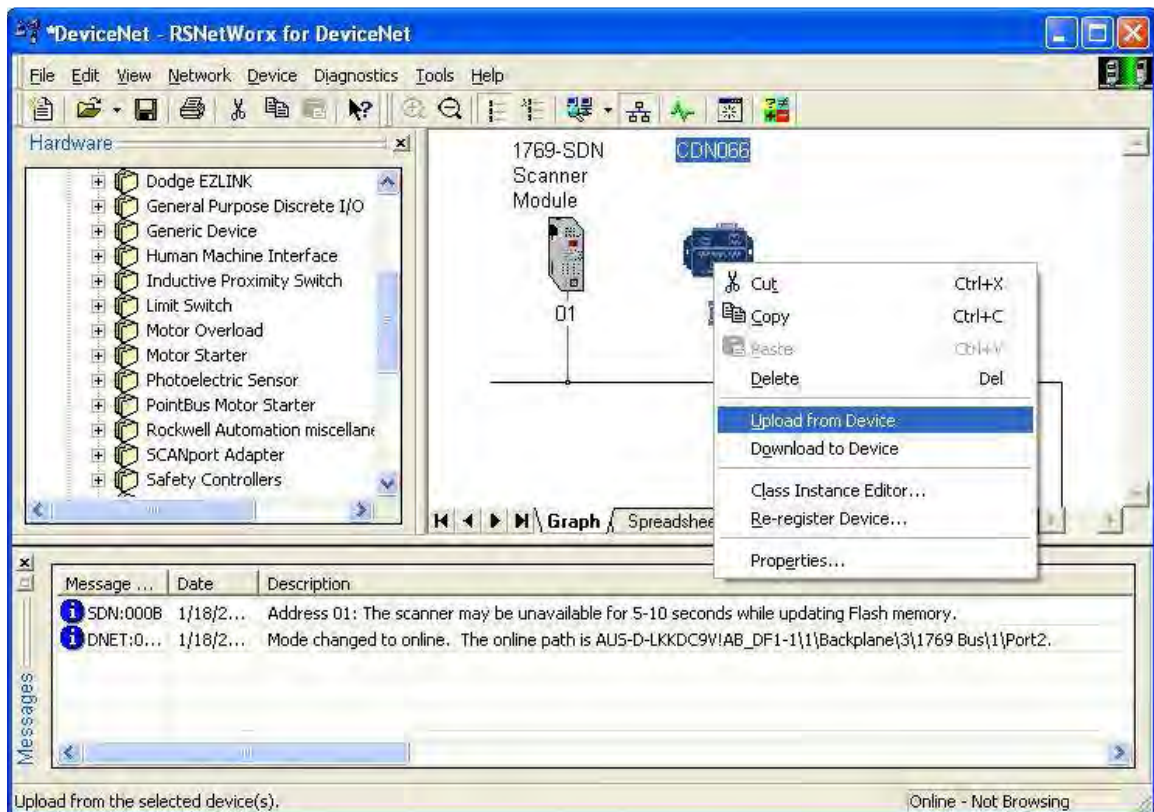 *DeviceNet - RSNetWorx for DeviceNet
File Edit View Network Device Diagnostics Tools Help
Hardware
Dodge EZLINK
General Purpose Discrete I/O
Generic Device
Human Machine Interface
Inductive Proximity Switch
Limit Switch
Motor Overload
Motor Starter
Photoelectric Sensor
PointBus Motor Starter
Rockwell Automation miscellane
SCANport Adapter
Safety Controllers
1769-SDN
Scanner
Module
01
CDN066
Cut Ctrl+X
Copy Ctrl+C
Paste Ctrl+V
Delete Del
Upload from Device
Download to Device
Class Instance Editor...
Re-register Device...
Properties...
Graph Spreadshee
Message ... Date Description
SDN:000B 1/18/2... Address 01: The scanner may be unavailable for 5-10 seconds while updating Flash memory.
DNET:0... 1/18/2... Mode changed to online. The online path is AUS-D-LKKDC9V!AB_DF1-1\1\Backplane\3\1769 Bus\1\Port2.
Messages
Upload from the selected device(s). Online - Not Browsing